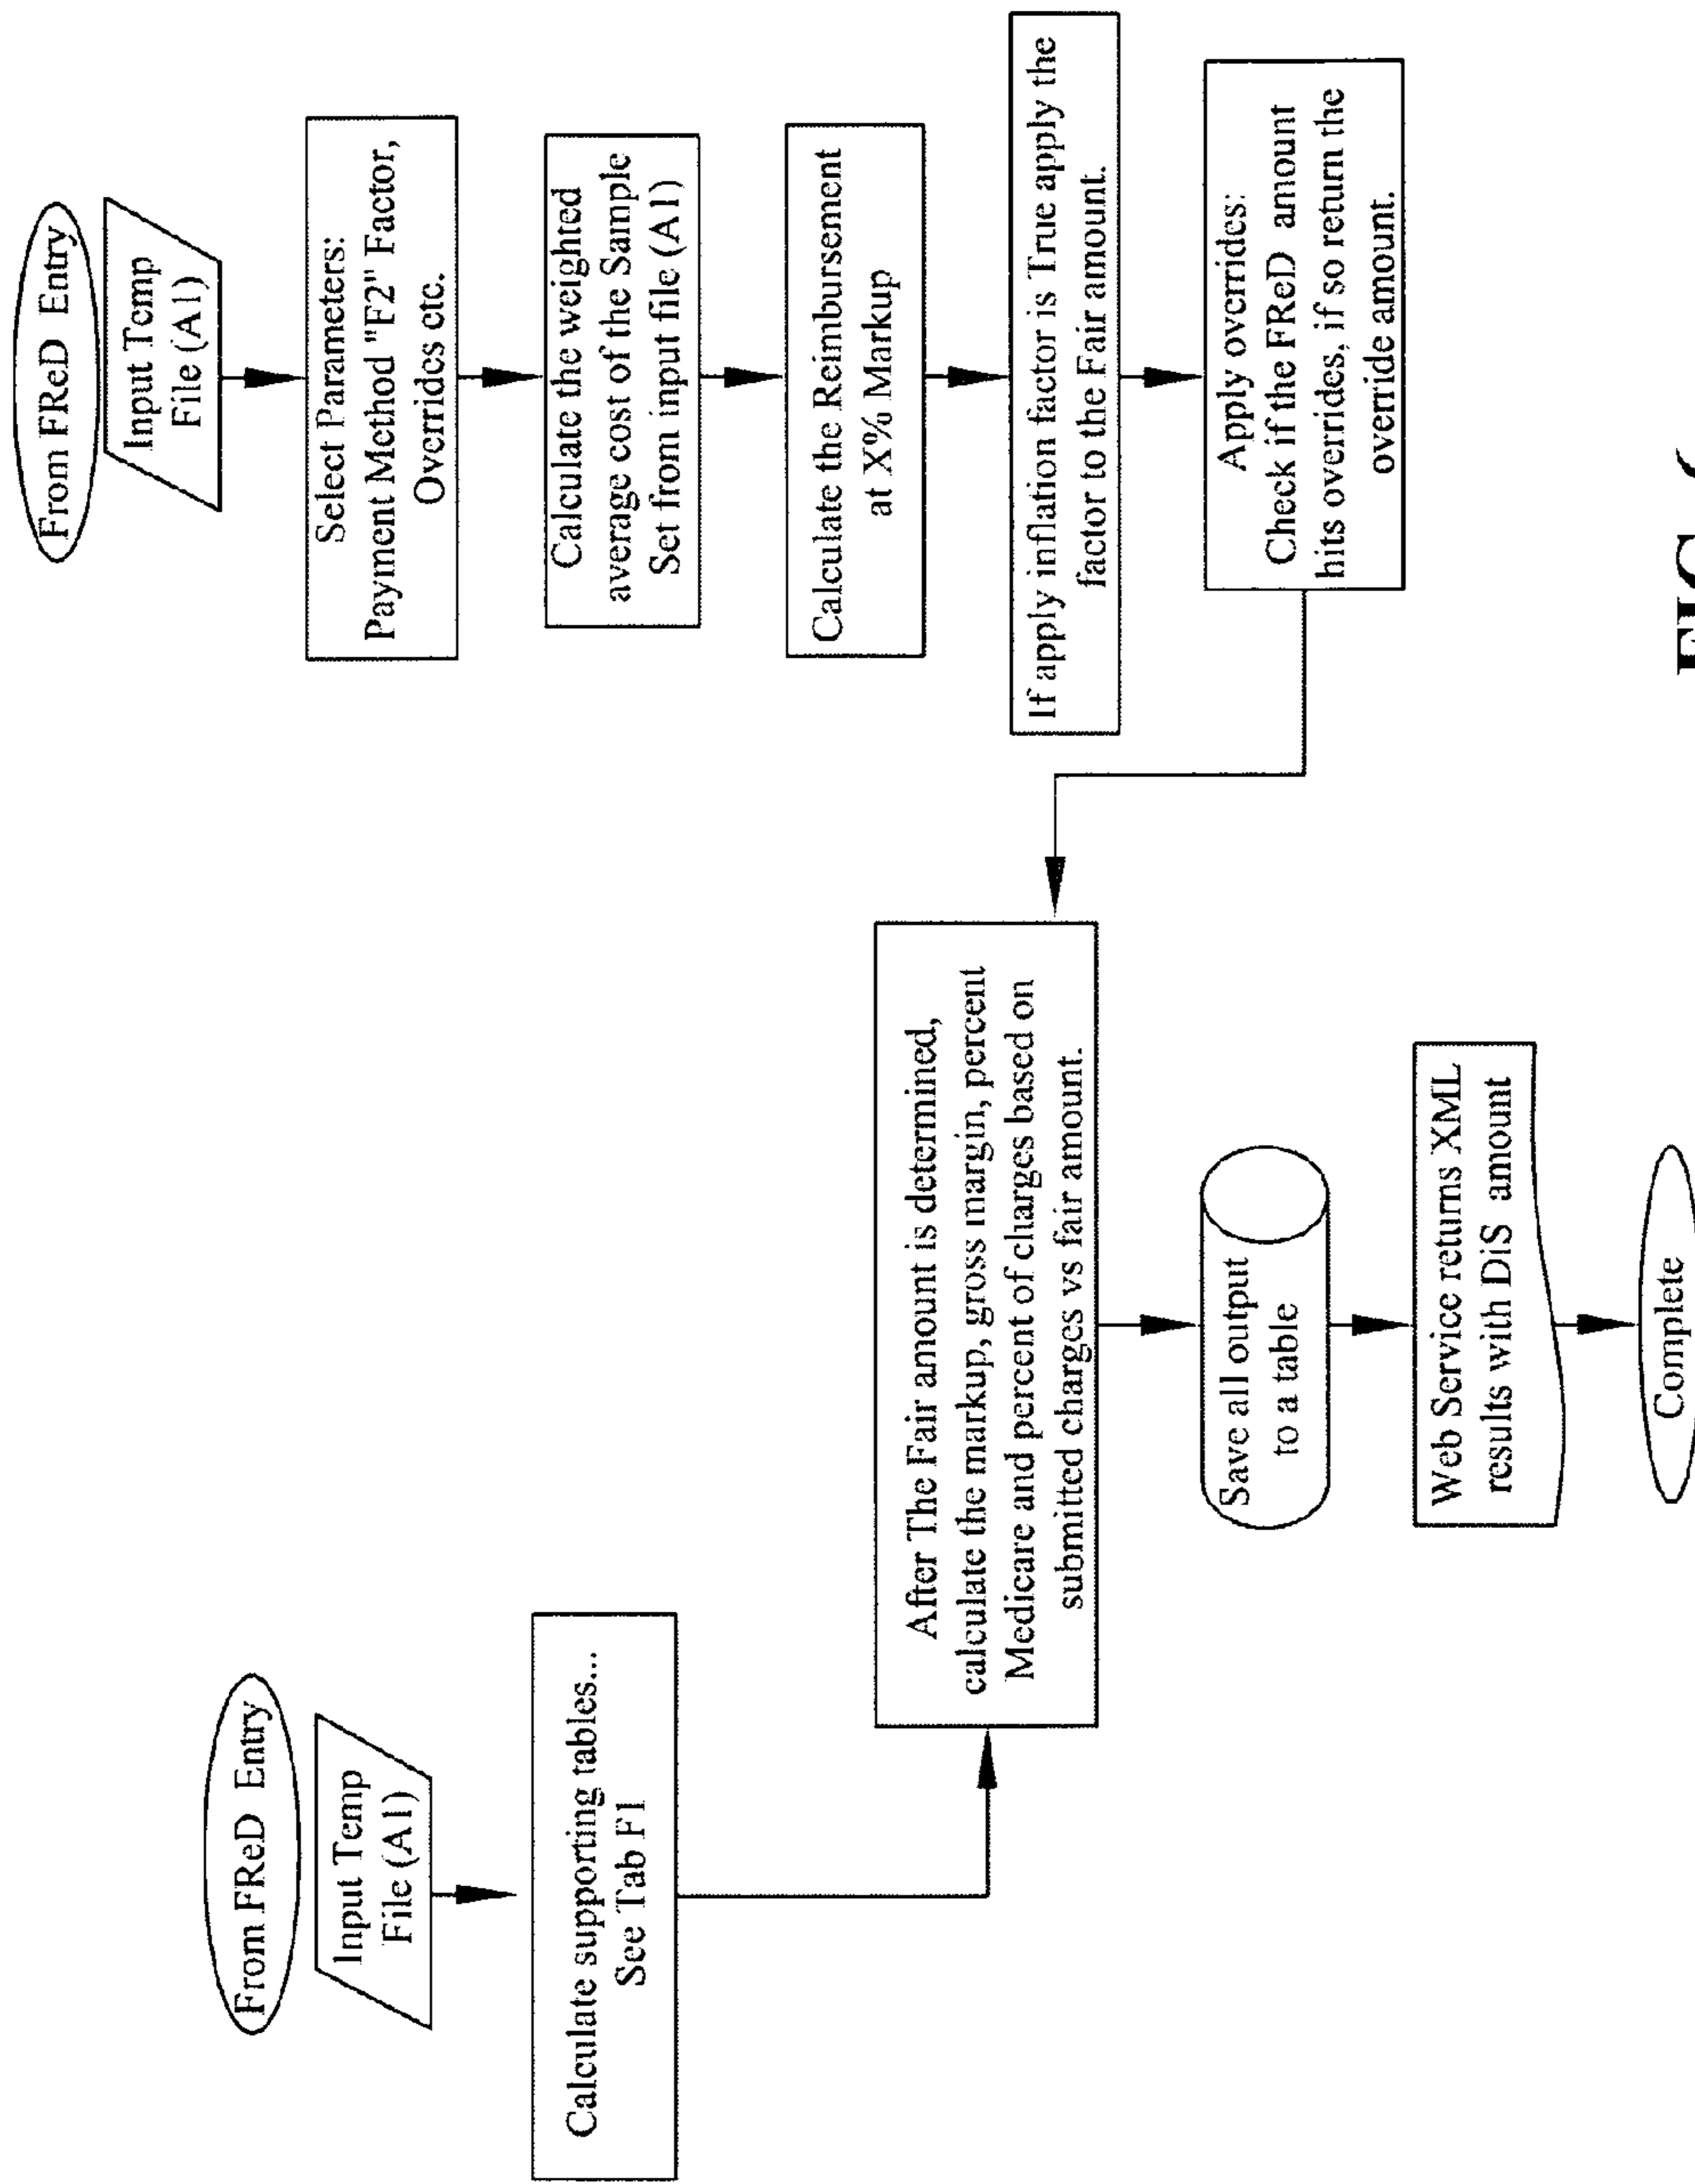 From FReD Entry
Input Temp
File (A1)
Calculate supporting tables...
See Tab F1
From FReD Entry
Input Temp
File (A1)
Select Parameters:
Payment Method "F2" Factor,
Overrides etc.
Calculate the weighted
average cost of the Sample
Set from input file (A1)
Calculate the Reinbursement
at X% Markup
If apply inflation factor is True apply the
factor to the Fair amount.
Apply overrides:
Check if the FReD amount
hits overrides, if so return the
override amount.
After The Fair amount is determined,
calculate the markup, gross margin, percent
Medicare and percent of charges based on
submitted charges vs fair amount.
Save all output
to a table
Web Service returns XML
results with DiS amount
Complete
FIG.